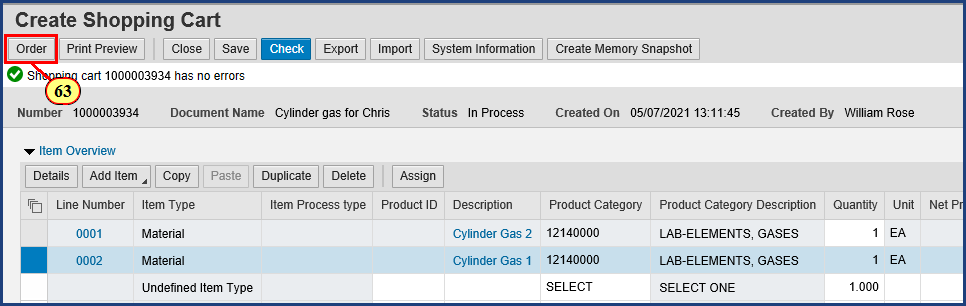 Create Shopping Cart
Order Print Preview Close Save Check Export Import System Information Create Memory Snapshot
Shopping cart 1000003934 has no errors
63
Number 1000003934 Document Name Cylinder gas for Chris Status In Process Created On 05/07/2021 13:11:45 Created By William Rose
Item Overview
Details Add Item Copy Paste Duplicate Delete Assign
Line Number Item Type Item Process type Product ID Description Product Category Product Category Description Quantity Unit Net Pr
0001 Material Cylinder Gas 2 12140000 LAB-ELEMENTS, GASES 1 EA
0002 Material Cylinder Gas 1 12140000 LAB-ELEMENTS, GASES 1 EA
Undefined Item Type SELECT SELECT ONE 1.000